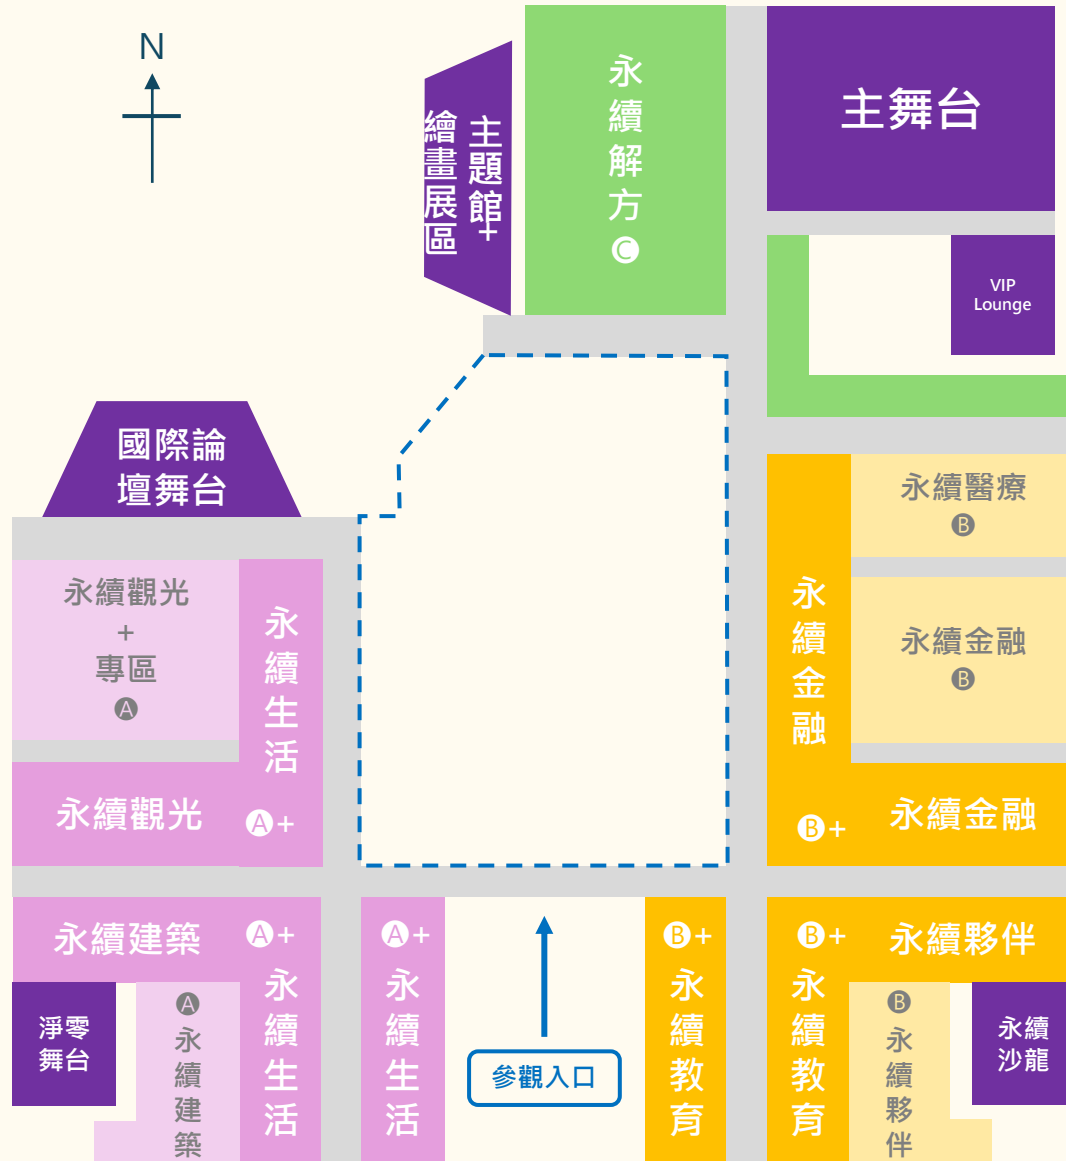 N
主題館+
繪畫展區
永續解方
C
主舞台
VIP
Lounge
國際論
壇舞台
永續醫療
B
永續觀光
+
專區
A
永續生活
永續金融
永續金融
B
永續觀光
A+
B+
永續金融
永續建築
A+
A+
B+
B+
永續夥伴
淨零
舞台
A
永續建築
永續生活
永續生活
參觀入口
永續教育
永續教育
B
永續夥伴
永續
沙龍